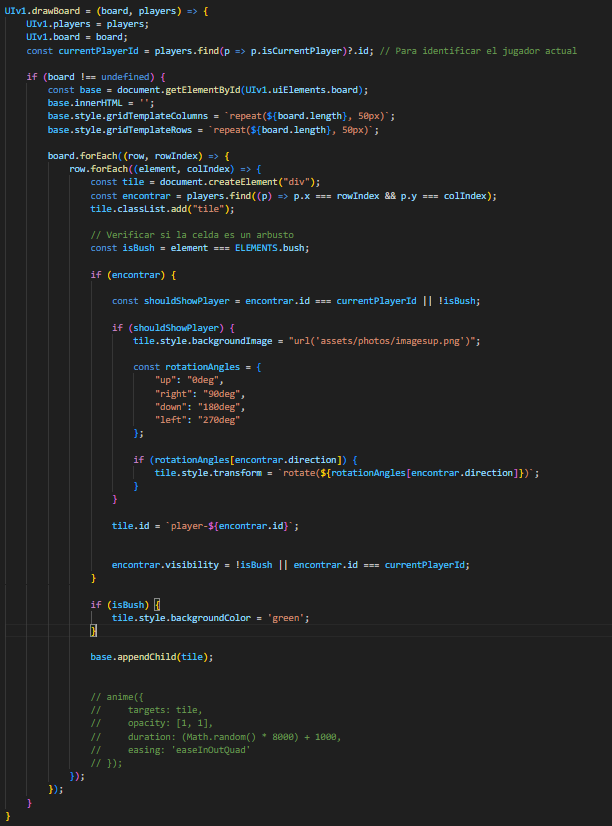 UIv1.drawBoard = (board, players) => {
UIv1.players = players;
UIv1.board = board;
const currentPlayerId = players.find(p => p.isCurrentPlayer)?.id; // Para identificar el jugador actual
if (board !== undefined) {
const base = document.getElementById(UIv1.uiElements.board);
base.innerHTML = '';
base.style.gridTemplateColumns = `repeat(${board.length}, 50px)`;
base.style.gridTemplateRows = `repeat(${board.length}, 50px)`;
board.forEach((row, rowIndex) => {
row.forEach((element, colIndex) => {
const tile = document.createElement("div");
const encontrar = players.find((p) => p.x === rowIndex && p.y === colIndex);
tile.classList.add("tile");
// Verificar si la celda es un arbusto
const isBush = element === ELEMENTS.bush;
if (encontrar) {
const shouldShowPlayer = encontrar.id === currentPlayerId || !isBush;
if (shouldShowPlayer) {
tile.style.backgroundImage = "url('assets/photos/imagesup.png')";
const rotationAngles = {
"up": "0deg",
"right": "90deg",
"down": "180deg",
"left": "270deg"
};
if (rotationAngles[encontrar.direction]) {
tile.style.transform = `rotate(${rotationAngles[encontrar.direction]})`;
}
}
tile.id = `player-${encontrar.id}`;
encontrar.visibility = !isBush || encontrar.id === currentPlayerId;
}
if (isBush) {
tile.style.backgroundColor = 'green';
}
base.appendChild(tile);
// anime({
//     targets: tile,
//     opacity: [1, 1],
//     duration: (Math.random() * 8000) + 1000,
//     easing: 'easeInOutQuad'
// });
});
});
}
}